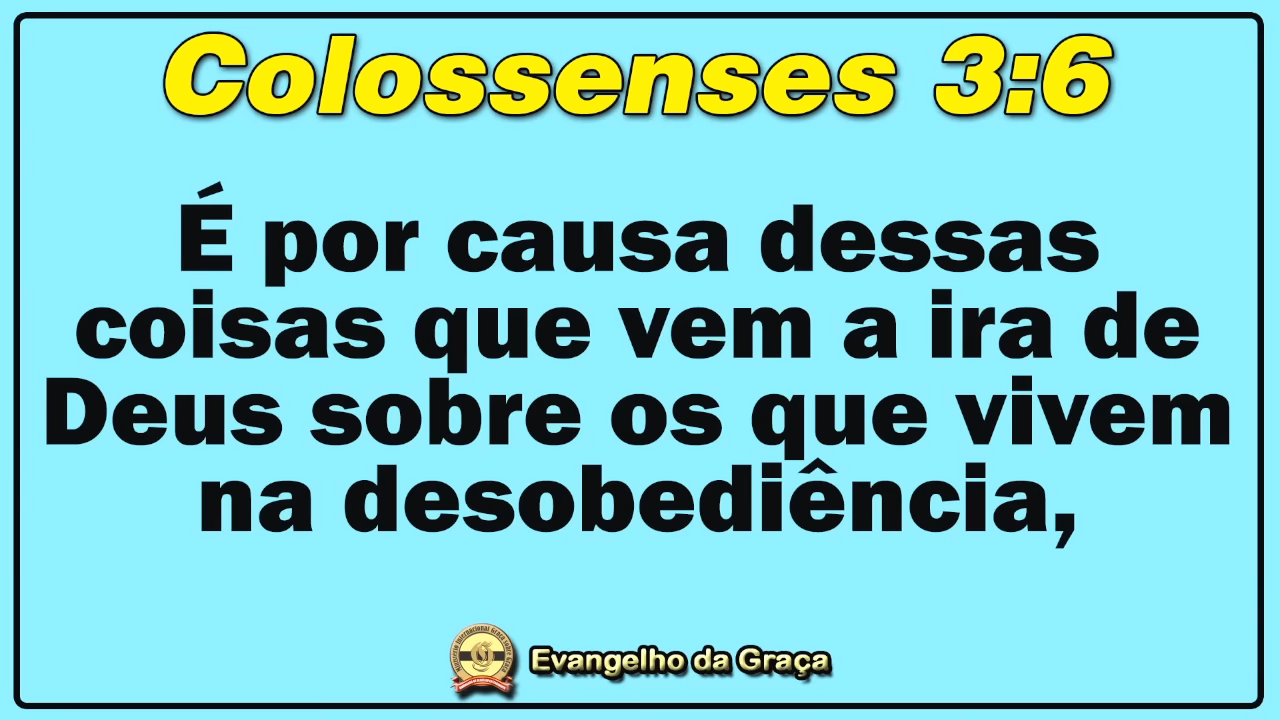 Colossenses 3:6
É por causa dessas
coisas que vem a ira de
Deus sobre os que vivem
na desobediência,
Evangelho da Graça